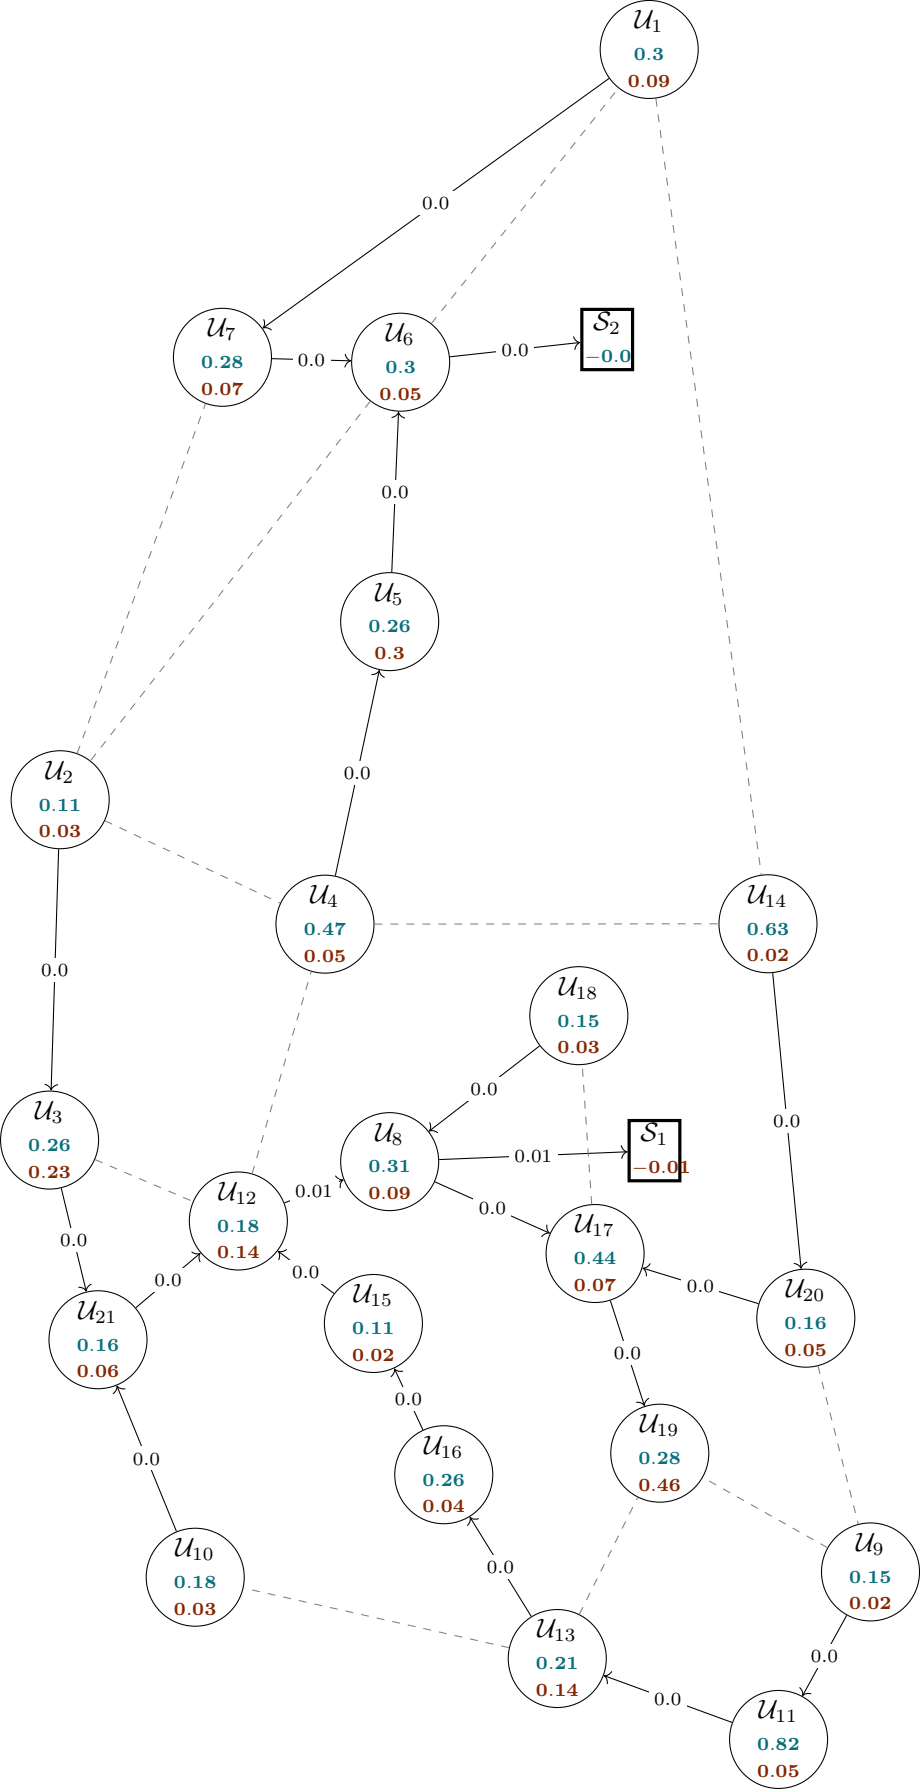 𝒰₁
0.3
0.09
0.0
𝒰₇
0.28
0.07
0.0
𝒰₆
0.3
0.05
0.0
𝒮₂
−0.0
0.0
𝒰₅
0.26
0.3
0.0
𝒰₂
0.11
0.03
𝒰₄
0.47
0.05
𝒰₁₄
0.63
0.02
0.0
𝒰₁₈
0.15
0.03
0.0
𝒰₃
0.26
0.23
𝒰₈
0.31
0.09
0.01
𝒮₁
−0.01
0.0
𝒰₁₂
0.18
0.14
0.01
0.0
𝒰₁₇
0.44
0.07
0.0
0.0
0.0
0.0
𝒰₂₀
0.16
0.05
𝒰₂₁
0.16
0.06
𝒰₁₅
0.11
0.02
0.0
0.0
𝒰₁₉
0.28
0.46
𝒰₁₆
0.26
0.04
0.0
𝒰₁₀
0.18
0.03
0.0
𝒰₉
0.15
0.02
𝒰₁₃
0.21
0.14
0.0
0.0
𝒰₁₁
0.82
0.05